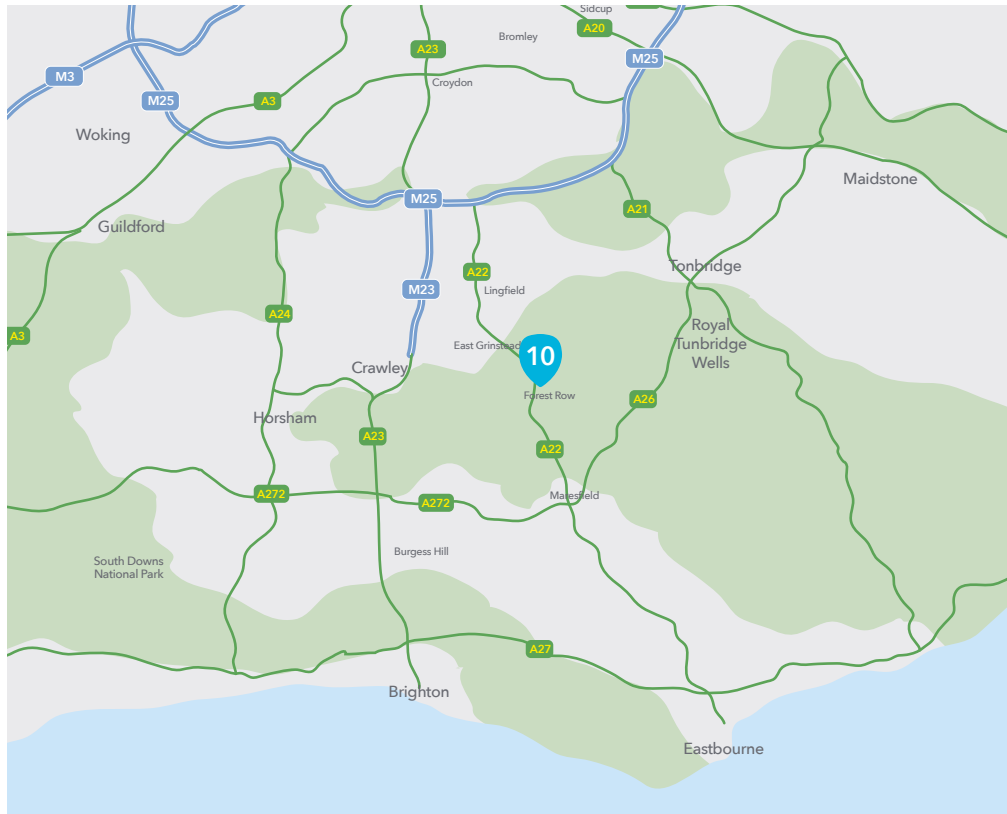 Sidcup
A20
Bromley
A23
M25
M3
Croydon
M25
A3
Woking
Maidstone
M25
A21
Guildford
Tonbridge
A22
M23
Lingfield
A24
Royal
Tunbridge
Wells
A3
East Grinstead
10
Crawley
Forest Row
A26
Horsham
A23
A22
A272
A272
Maresfield
Burgess Hill
South Downs
National Park
A27
Brighton
Eastbourne